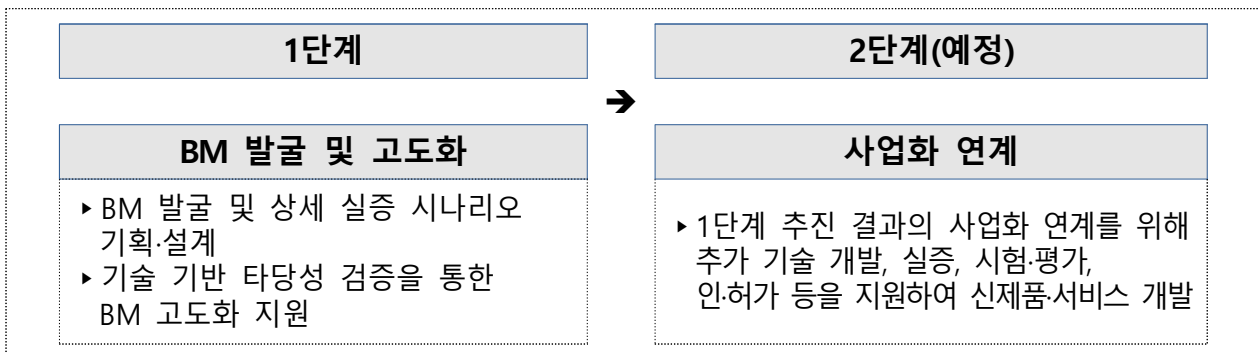 1단계
➔
2단계(예정)
BM 발굴 및 고도화
▸BM 발굴 및 상세 실증 시나리오
기획·설계
▸기술 기반 타당성 검증을 통한
BM 고도화 지원
사업화 연계
▸1단계 추진 결과의 사업화 연계를 위해
추가 기술 개발, 실증, 시험·평가,
인·허가 등을 지원하여 신제품·서비스 개발